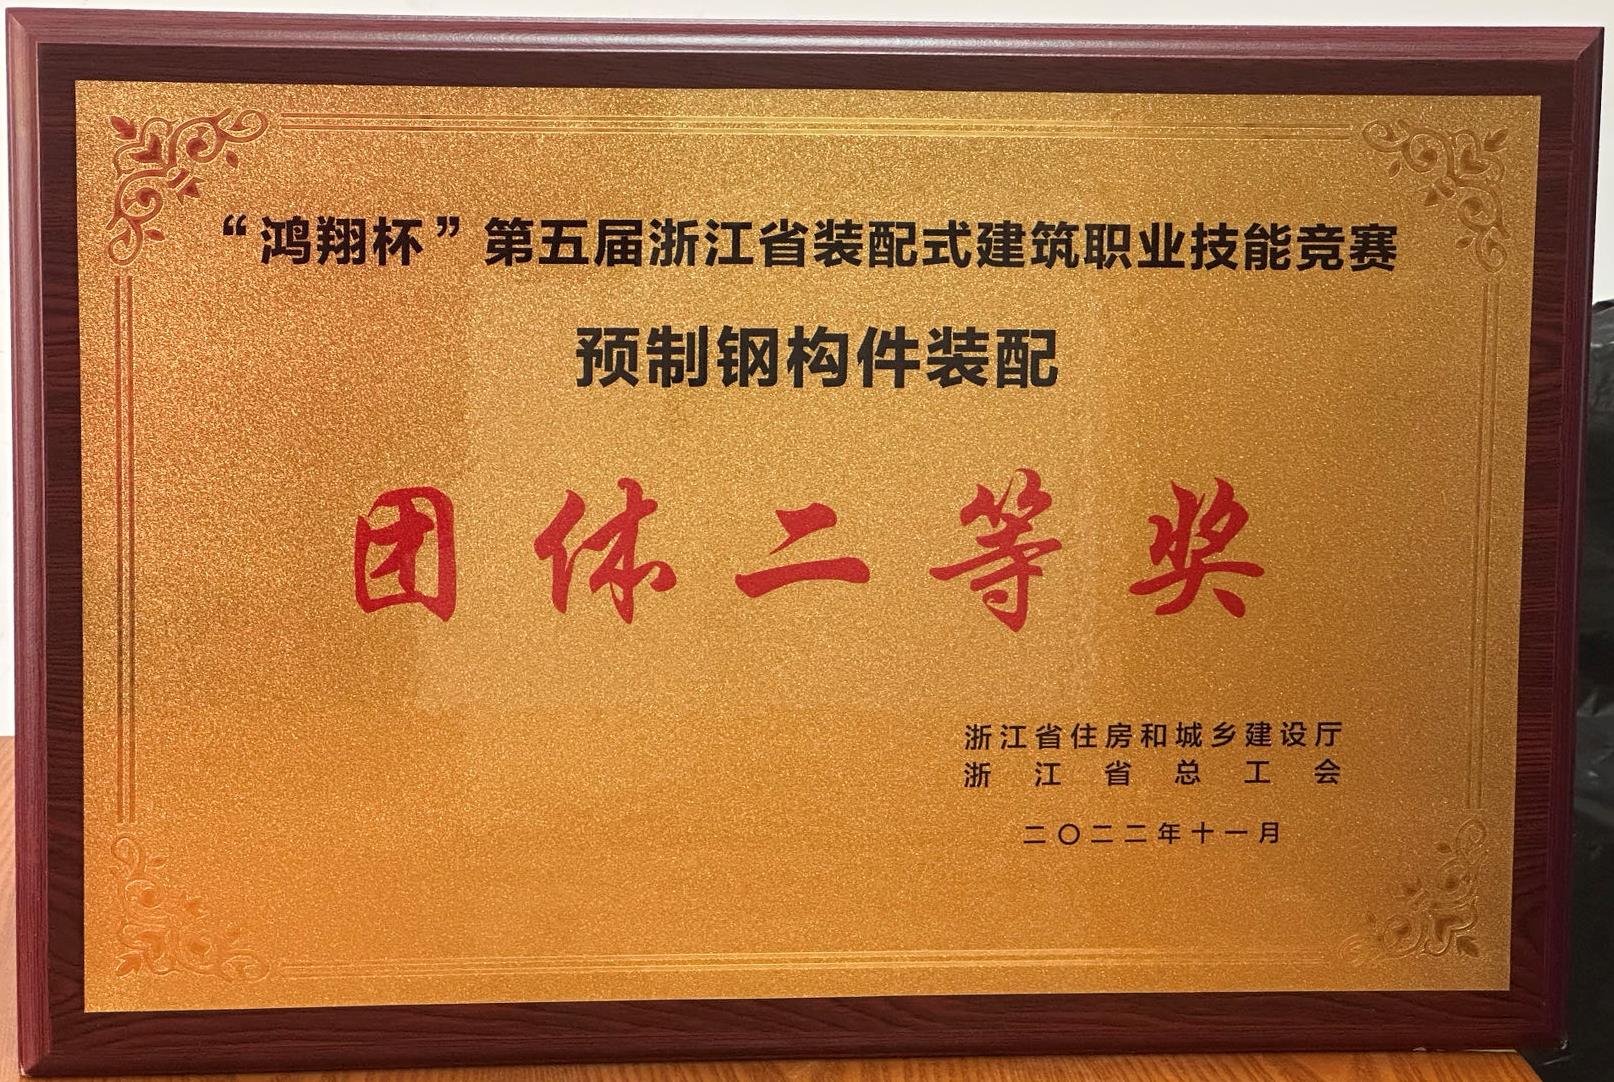 “鸿翔杯”第五届浙江省装配式建筑职业技能竞赛
预制钢构件装配
团体二等奖
浙江省住房和城乡建设厅
浙江省总工会
二〇二二年十一月